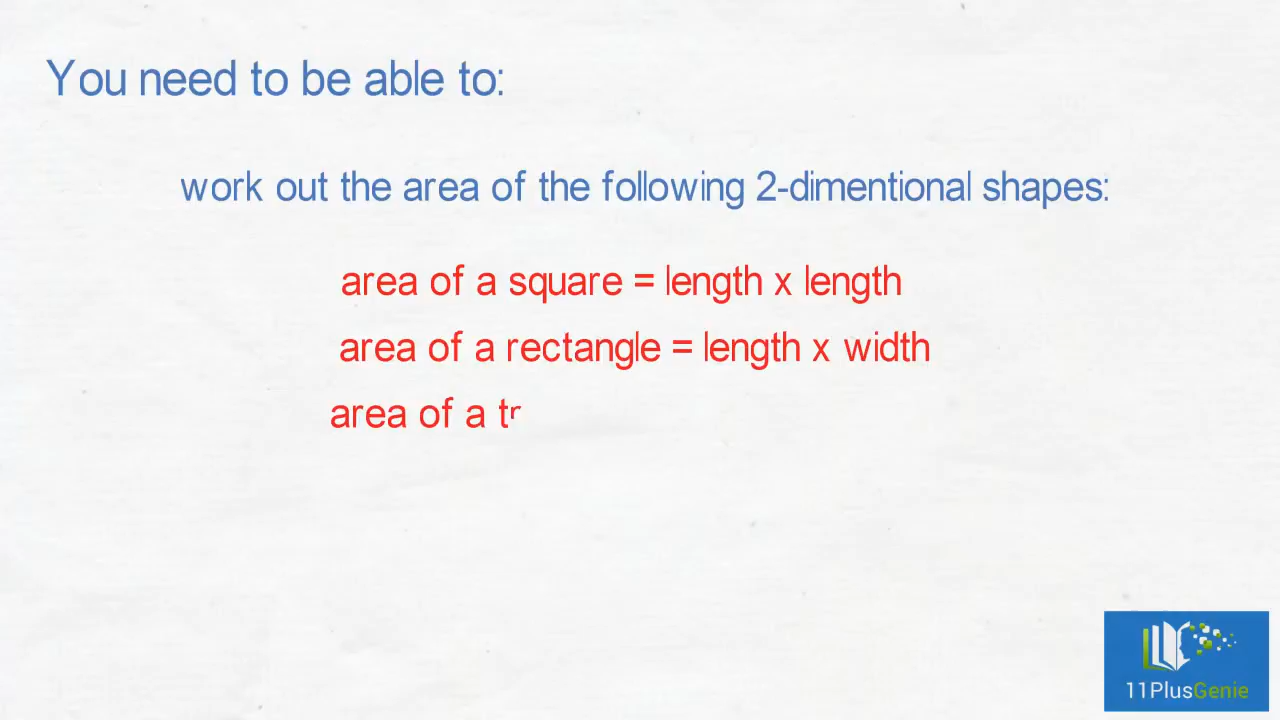 You need to be able to:
work out the area of the following 2-dimentional shapes:
area of a square = length x length
area of a rectangle = length x width
area of a tr
11PlusGenie